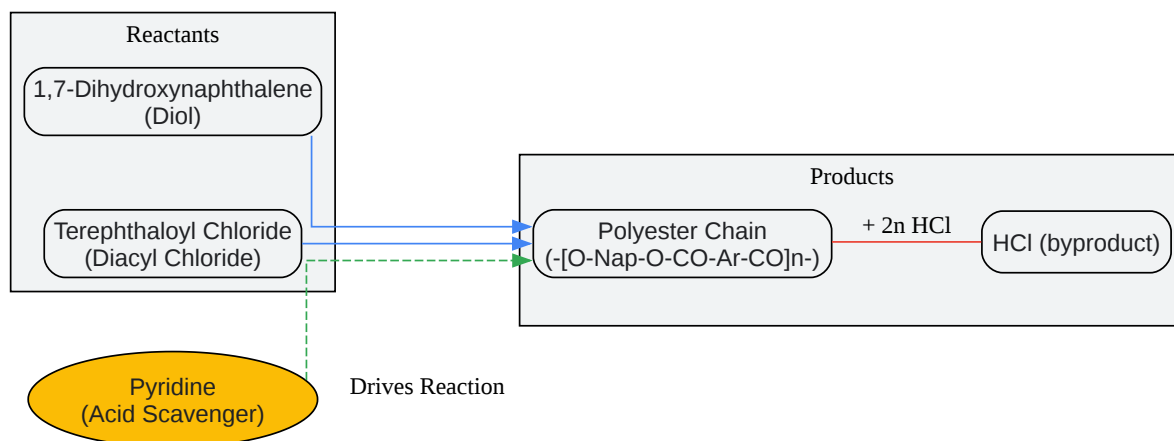 Reactants
1,7-Dihydroxynaphthalene
(Diol)
Terephthaloyl Chloride
(Diacyl Chloride)
Pyridine
(Acid Scavenger)
Drives Reaction
Products
Polyester Chain
(-[O-Nap-O-CO-Ar-CO]n-)
+ 2n HCl
HCl (byproduct)